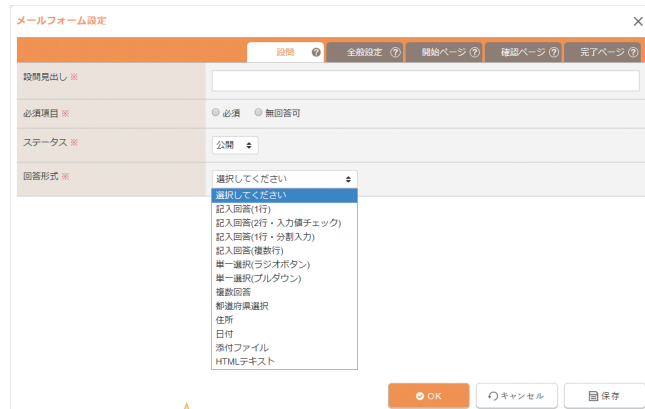 メールフォーム設定
設問 全般設定 開始ページ 確認ページ 完了ページ
設問見出し ※
必須項目 ※ 必須 無回答可
ステータス ※ 公開
回答形式 ※ 選択してください
選択してください
記入回答(1行)
記入回答(2行・入力値チェック)
記入回答(1行・分割入力)
記入回答(複数行)
単一選択(ラジオボタン)
単一選択(プルダウン)
複数回答
都道府県選択
住所
日付
添付ファイル
HTMLテキスト
OK キャンセル 保存